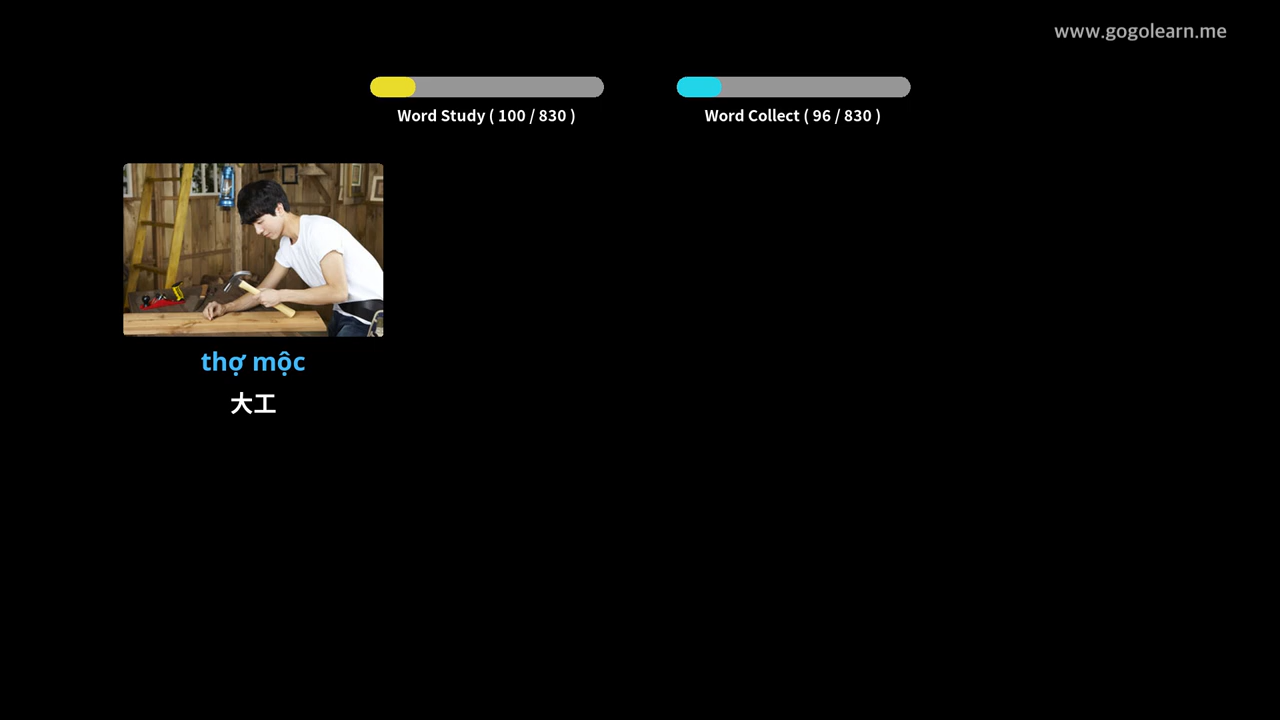 www.gogolearn.me
Word Study ( 100 / 830 )
Word Collect ( 96 / 830 )
thợ mộc
大工